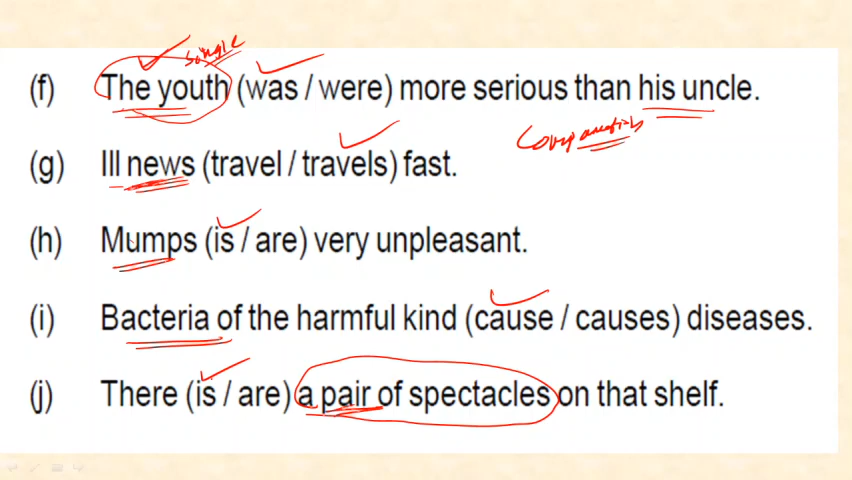 single
(f) The youth (was / were) more serious than his uncle.
(g) Ill news (travel / travels) fast.
(h) Mumps (is / are) very unpleasant.
(i) Bacteria of the harmful kind (cause / causes) diseases.
(j) There (is / are) a pair of spectacles on that shelf.